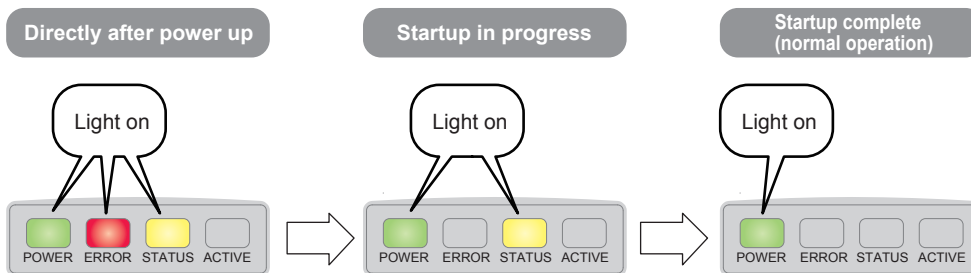 Directly after power up
Startup in progress
Startup complete
(normal operation)
Light on
Light on
Light on
POWER ERROR STATUS ACTIVE
POWER ERROR STATUS ACTIVE
POWER ERROR STATUS ACTIVE